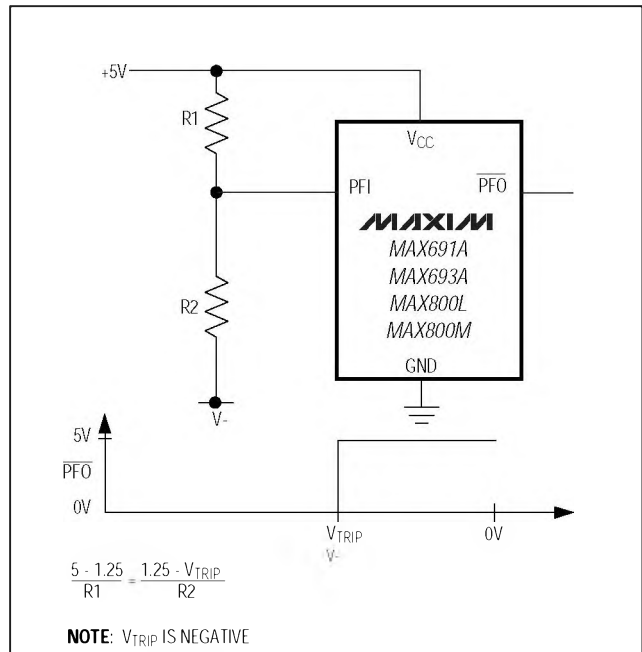 +5V
R1
VCC
PFI
PFO
MAXIM
MAX691A
MAX693A
MAX800L
MAX800M
R2
GND
V-
5V
PFO
0V
VTRIP
0V
V-
5 - 1.25
R1
=
1.25 - VTRIP
R2
NOTE: VTRIP IS NEGATIVE